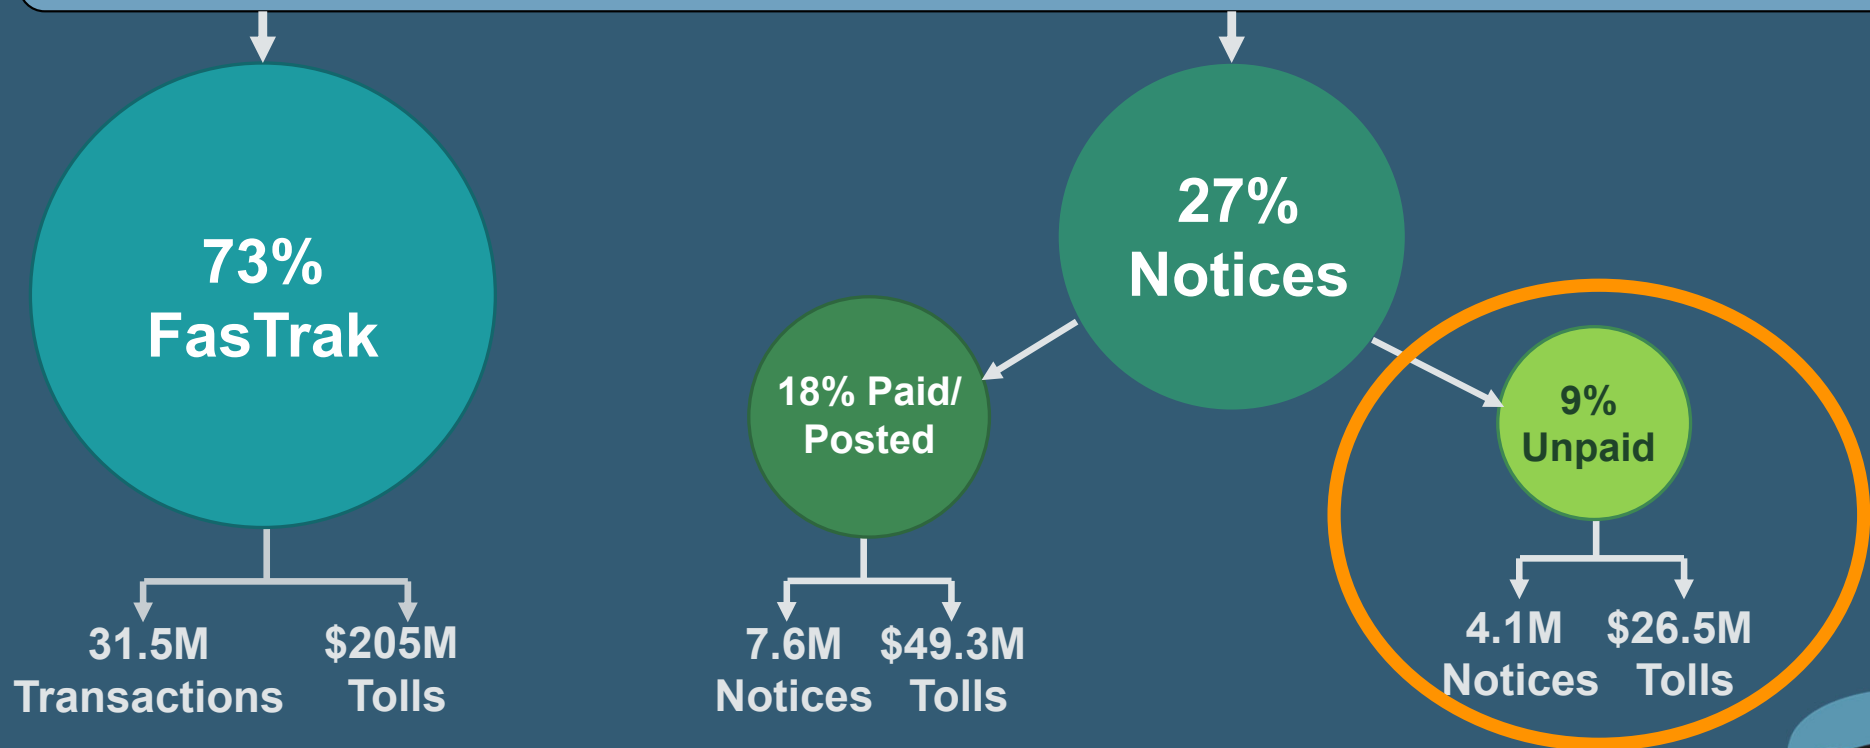 73%
FasTrak
27%
Notices
18% Paid/
Posted
9%
Unpaid
31.5M
Transactions
$205M
Tolls
7.6M
Notices
$49.3M
Tolls
4.1M
Notices
$26.5M
Tolls